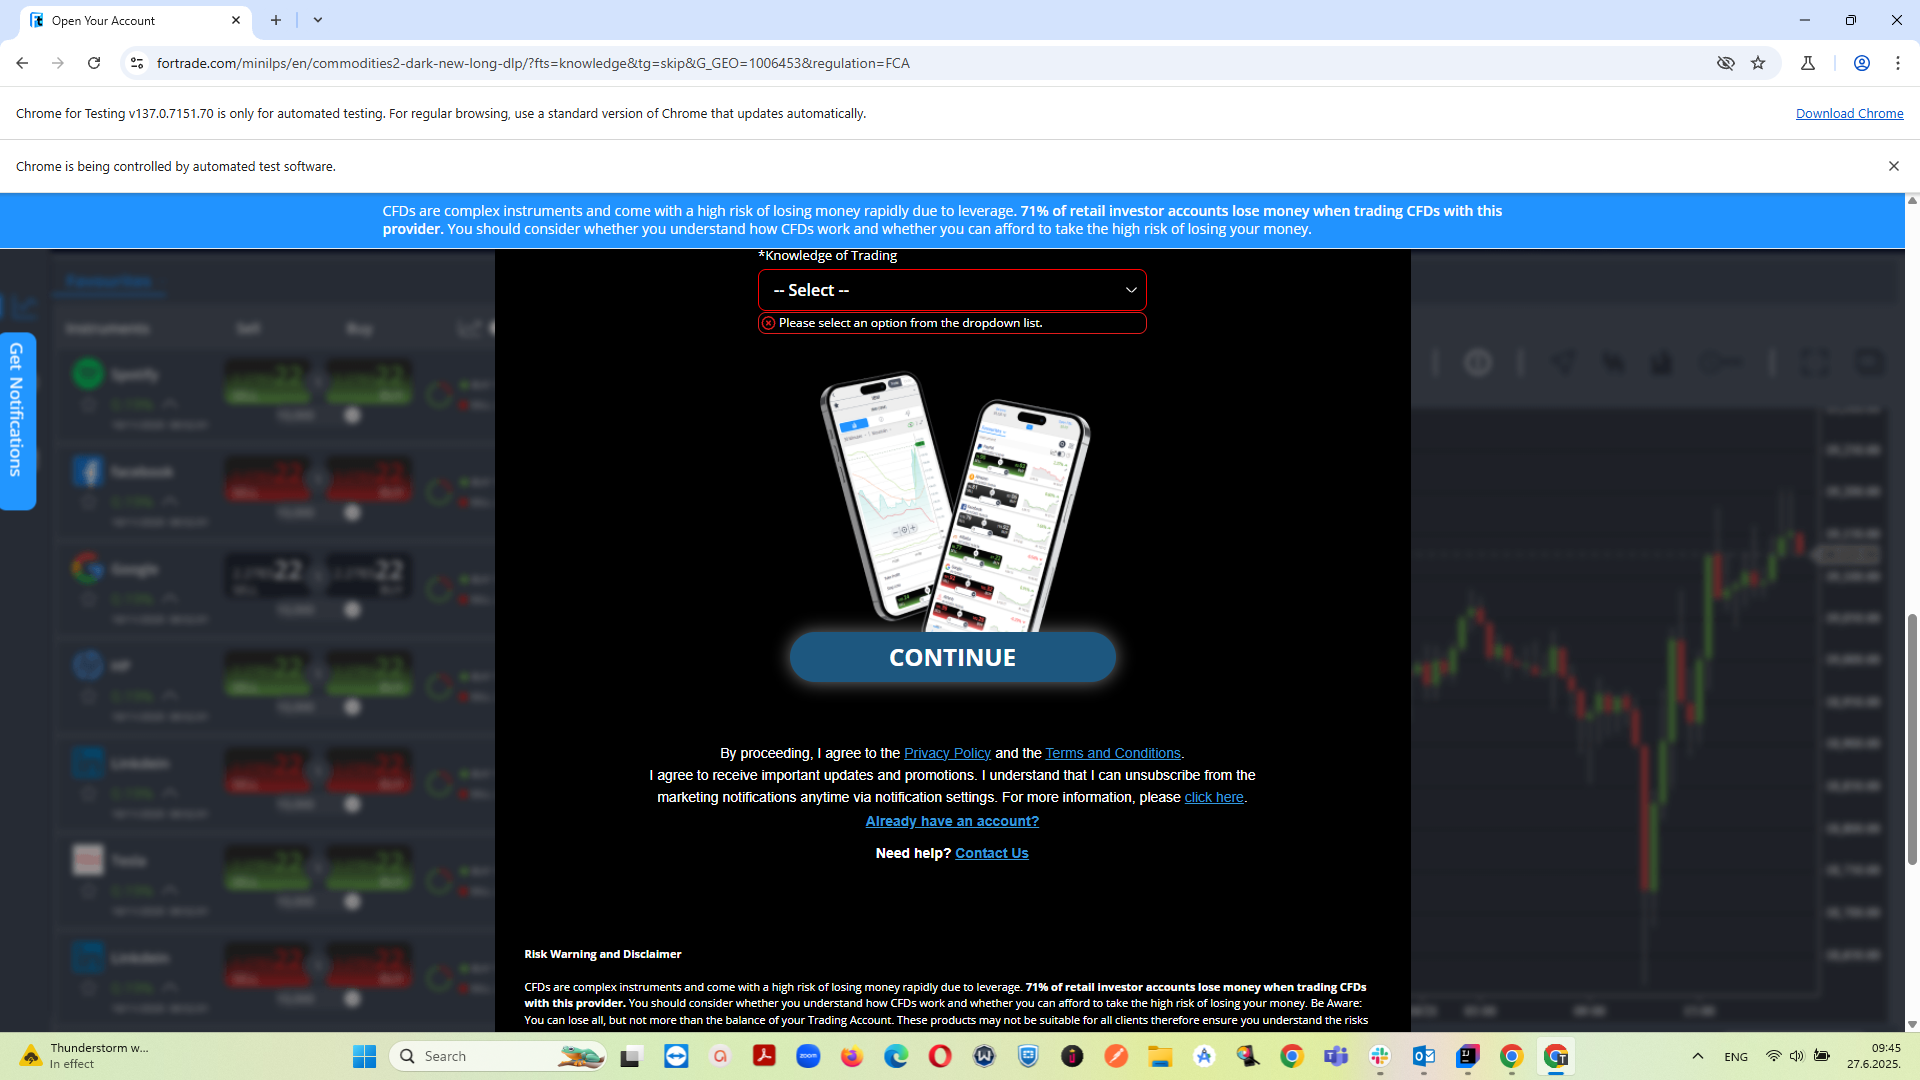 Open Your Account
fortrade.com/minilps/en/commodities2-dark-new-long-dlp/?fts=knowledge&tg=skip&G_GEO=1006453&regulation=FCA
Chrome for Testing v137.0.7151.70 is only for automated testing. For regular browsing, use a standard version of Chrome that updates automatically.
Download Chrome
Chrome is being controlled by automated test software.
CFDs are complex instruments and come with a high risk of losing money rapidly due to leverage. 71% of retail investor accounts lose money when trading CFDs with this
provider. You should consider whether you understand how CFDs work and whether you can afford to take the high risk of losing your money.
*Knowledge of Trading
-- Select --
Please select an option from the dropdown list.
Favourites
Instruments Sell Buy
Get Notifications
Spotify
Facebook
Google
HP
Linkdein
Tesla
Linkdein
CONTINUE
By proceeding, I agree to the Privacy Policy and the Terms and Conditions.
I agree to receive important updates and promotions. I understand that I can unsubscribe from the
marketing notifications anytime via notification settings. For more information, please click here.
Already have an account?
Need help? Contact Us
Risk Warning and Disclaimer
CFDs are complex instruments and come with a high risk of losing money rapidly due to leverage. 71% of retail investor accounts lose money when trading CFDs
with this provider. You should consider whether you understand how CFDs work and whether you can afford to take the high risk of losing your money. Be Aware:
You can lose all, but not more than the balance of your Trading Account. These products may not be suitable for all clients therefore ensure you understand the risks
Thunderstorm w...
In effect
Search
zoom
ENG
09:45
27.6.2025.